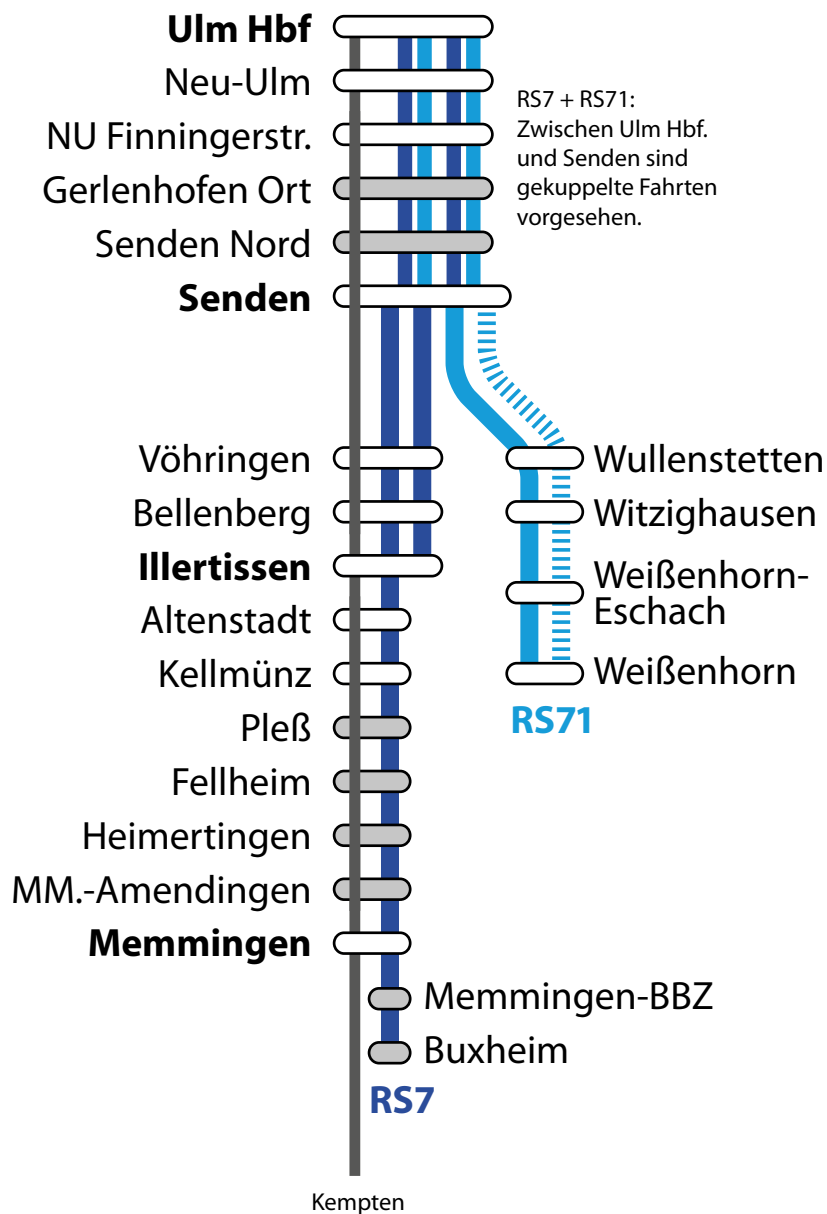 Ulm Hbf
Neu-Ulm
NU Finningerstr.
Gerlenhofen Ort
Senden Nord
Senden
RS7 + RS71:
Zwischen Ulm Hbf.
und Senden sind
gekuppelte Fahrten
vorgesehen.
Vöhringen
Bellenberg
Illertissen
Altenstadt
Kellmünz
Pleß
Fellheim
Heimertingen
MM.-Amendingen
Memmingen
Wullenstetten
Witzighausen
Weißenhorn-
Eschach
Weißenhorn
RS71
Memmingen-BBZ
Buxheim
RS7
Kempten